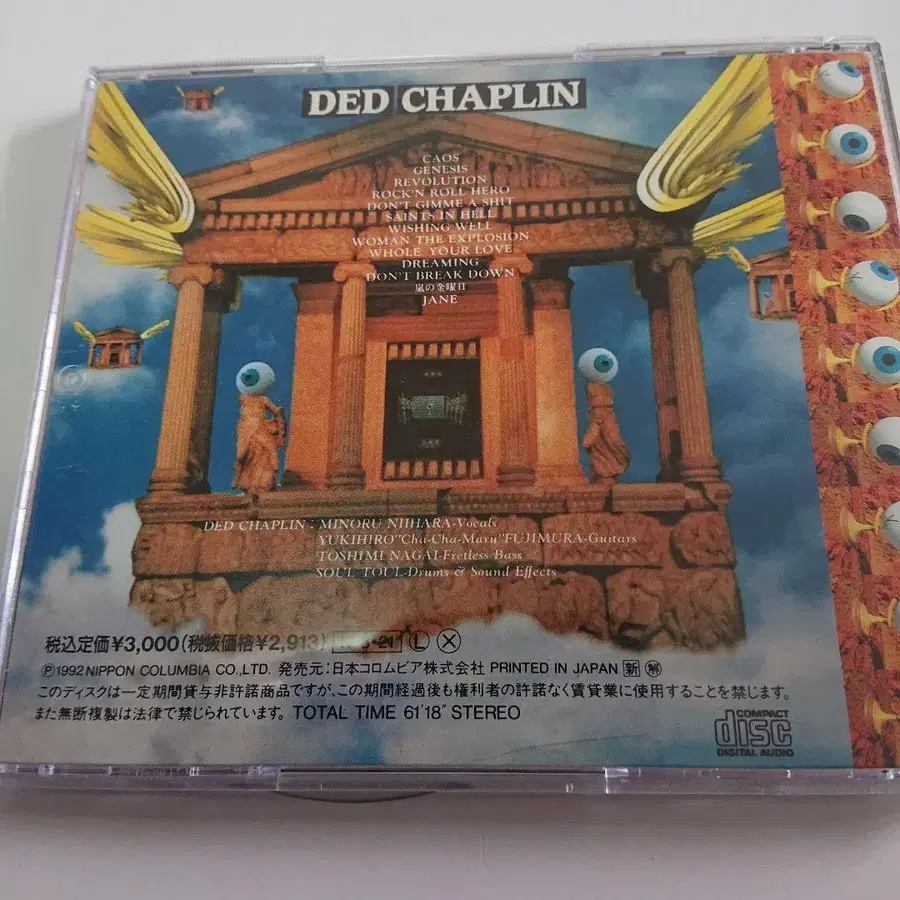 DED CHAPLIN
CAOS
GENESIS
REVOLUTION
ROCK'N ROLL HERO
DON'T GIMME A SHIT
SAINTS IN HELL
WISHING WELL
WOMAN THE EXPLOSION
WHOLE YOUR LOVE
DREAMING
DON'T BREAK DOWN
嵐の金曜日
JANE
DED CHAPLIN : MINORU NIIHARA-Vocals
YUKIHIRO"Cha-Cha-Maru"FUJIMURA-Guitars
TOSHIMI NAGAI-Fretless Bass
SOUL TOUL-Drums & Sound Effects
税込定価¥3,000(税抜価格¥2,913) Ⓛ Ⓧ
Ⓟ1992 NIPPON COLUMBIA CO.,LTD. 発売元:日本コロムビア株式会社 PRINTED IN JAPAN 新 解
このディスクは一定期間貸与非許諾商品ですが、この期間経過後も権利者の許諾なく賃貸業に使用することを禁じます。
また無断複製は法律で禁じられています。 TOTAL TIME 61'18" STEREO
COMPACT
disc
DIGITAL AUDIO